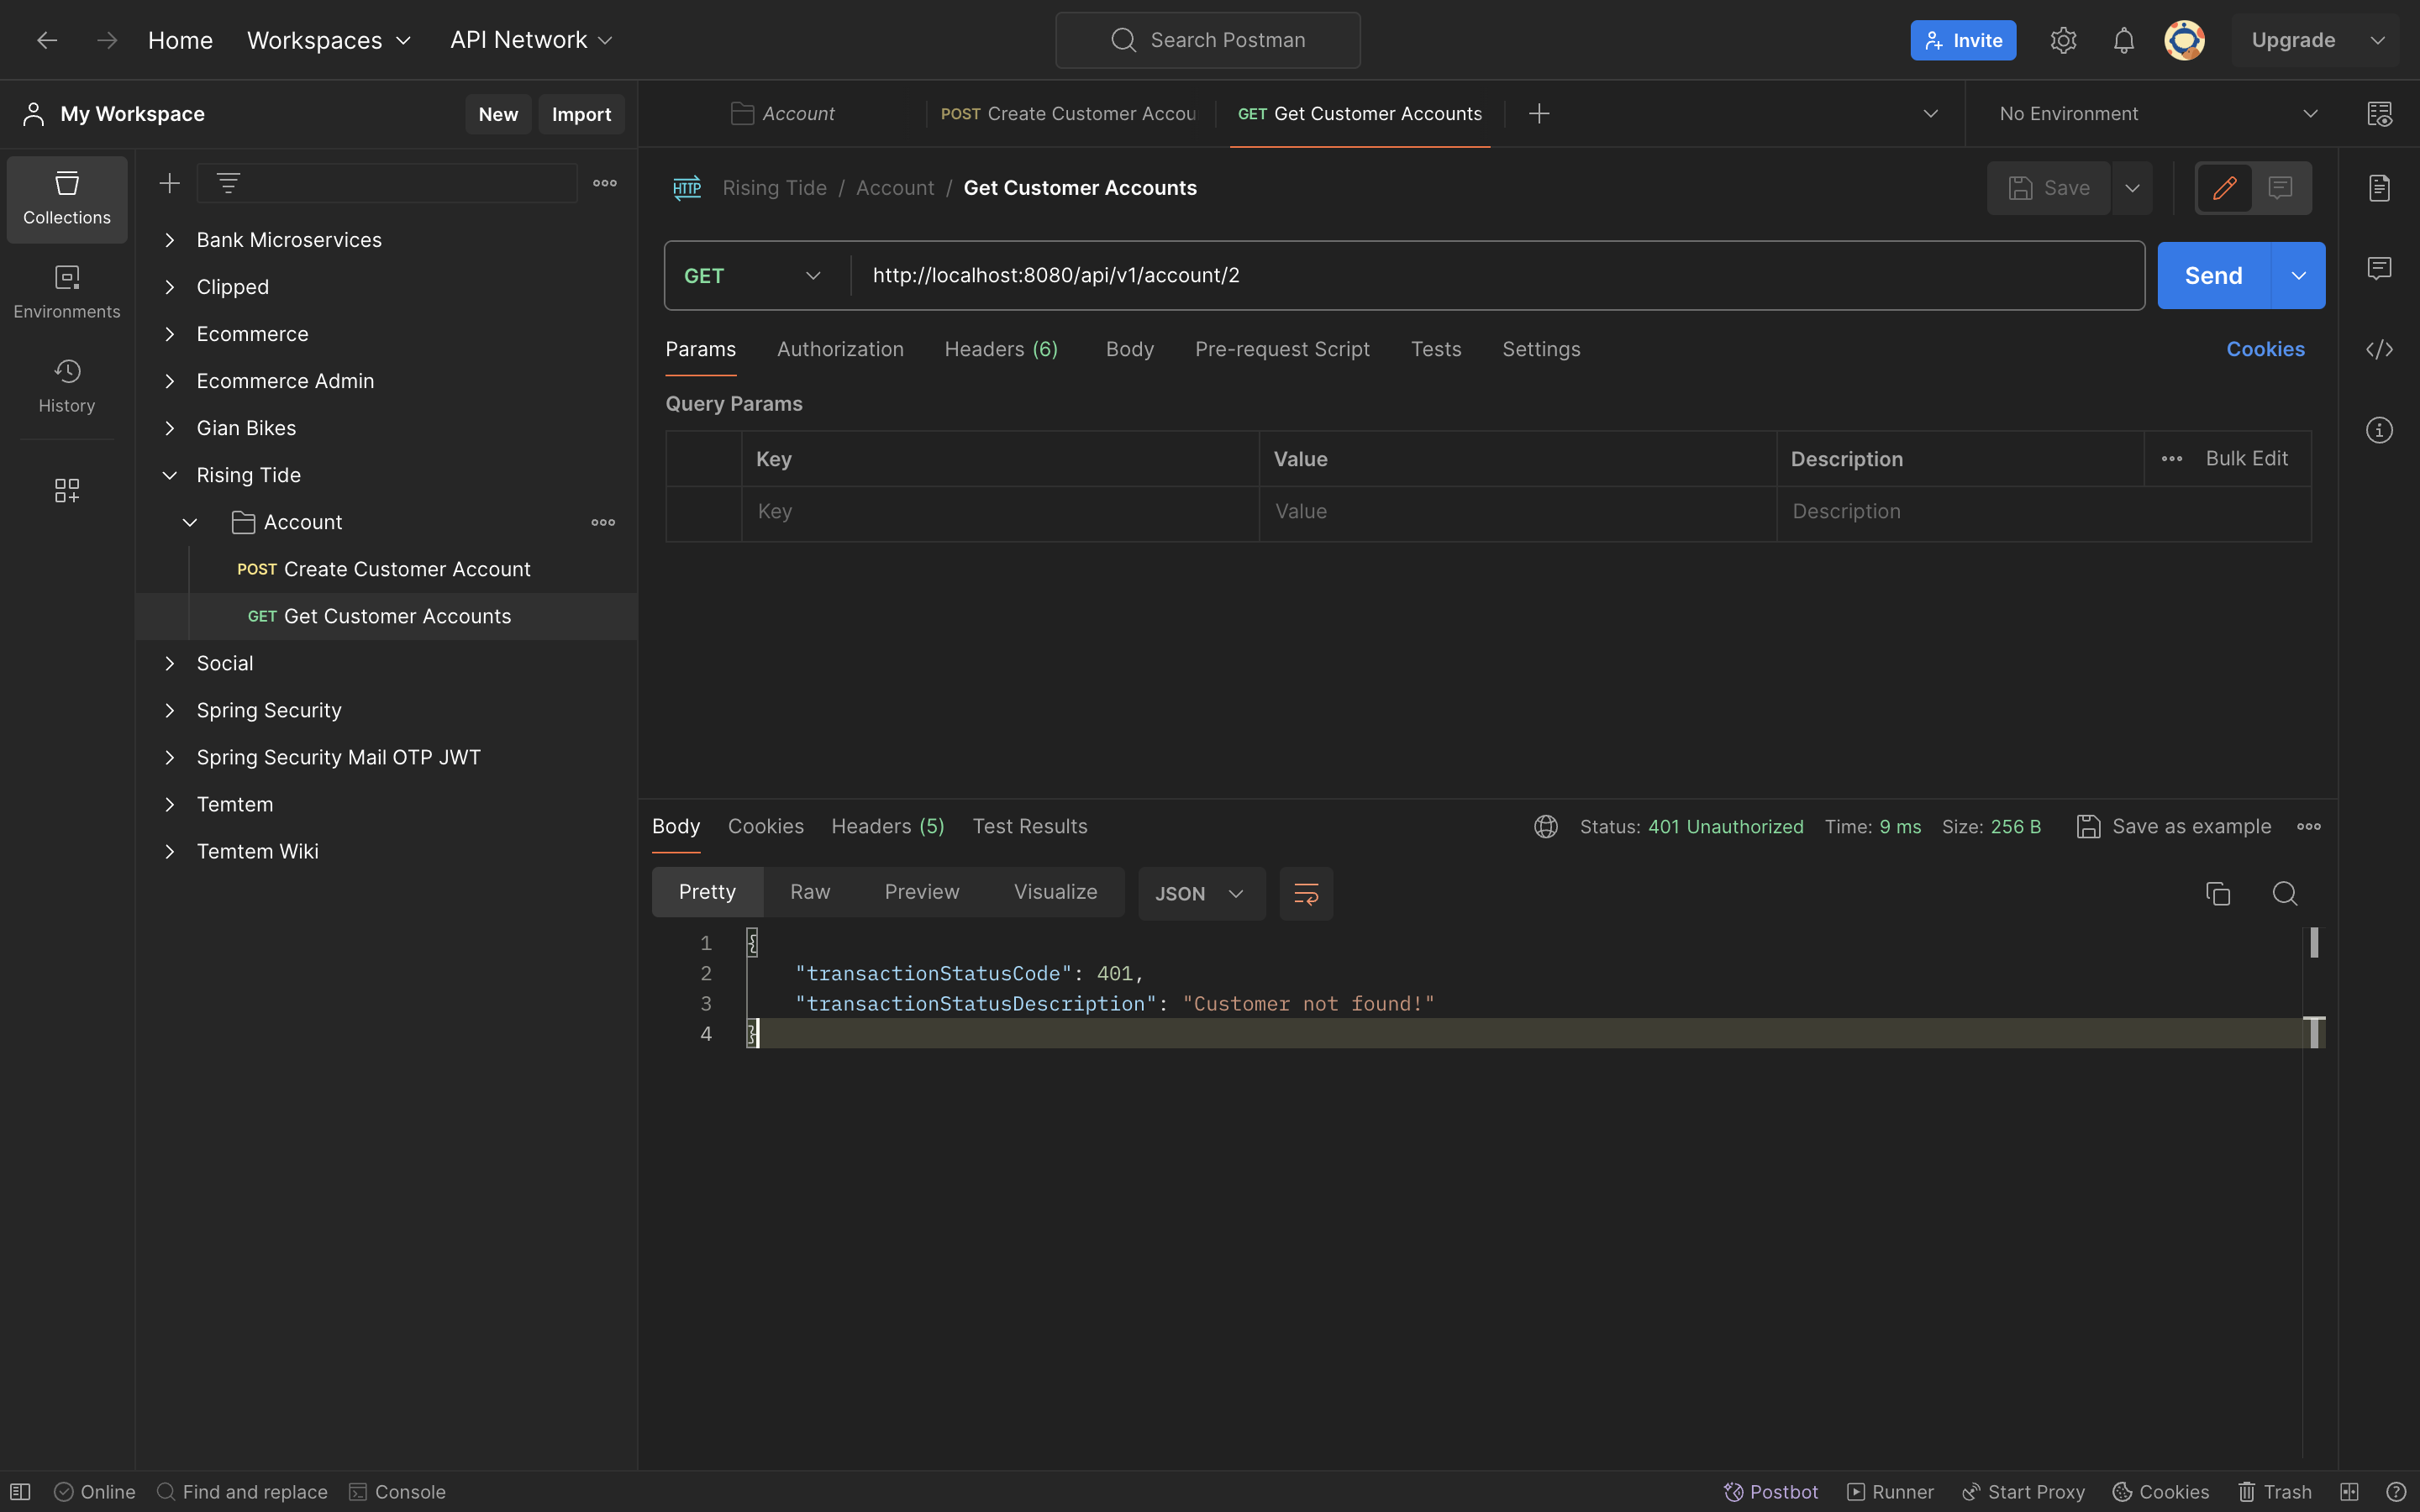 Home
Workspaces
API Network
Search Postman
Invite
Upgrade
My Workspace
New
Import
Account
POST Create Customer Accou
GET Get Customer Accounts
No Environment
Collections
Environments
History
Bank Microservices
Clipped
Ecommerce
Ecommerce Admin
Gian Bikes
Rising Tide
Account
POST Create Customer Account
GET Get Customer Accounts
Social
Spring Security
Spring Security Mail OTP JWT
Temtem
Temtem Wiki
HTTP
Rising Tide / Account / Get Customer Accounts
Save
GET
http://localhost:8080/api/v1/account/2
Send
Params
Authorization
Headers (6)
Body
Pre-request Script
Tests
Settings
Cookies
Query Params
Key
Value
Description
Bulk Edit
Key
Value
Description
Body
Cookies
Headers (5)
Test Results
Status: 401 Unauthorized
Time: 9 ms
Size: 256 B
Save as example
Pretty
Raw
Preview
Visualize
JSON
1 {
2 "transactionStatusCode": 401,
3 "transactionStatusDescription": "Customer not found!"
4 }
Online
Find and replace
Console
Postbot
Runner
Start Proxy
Cookies
Trash